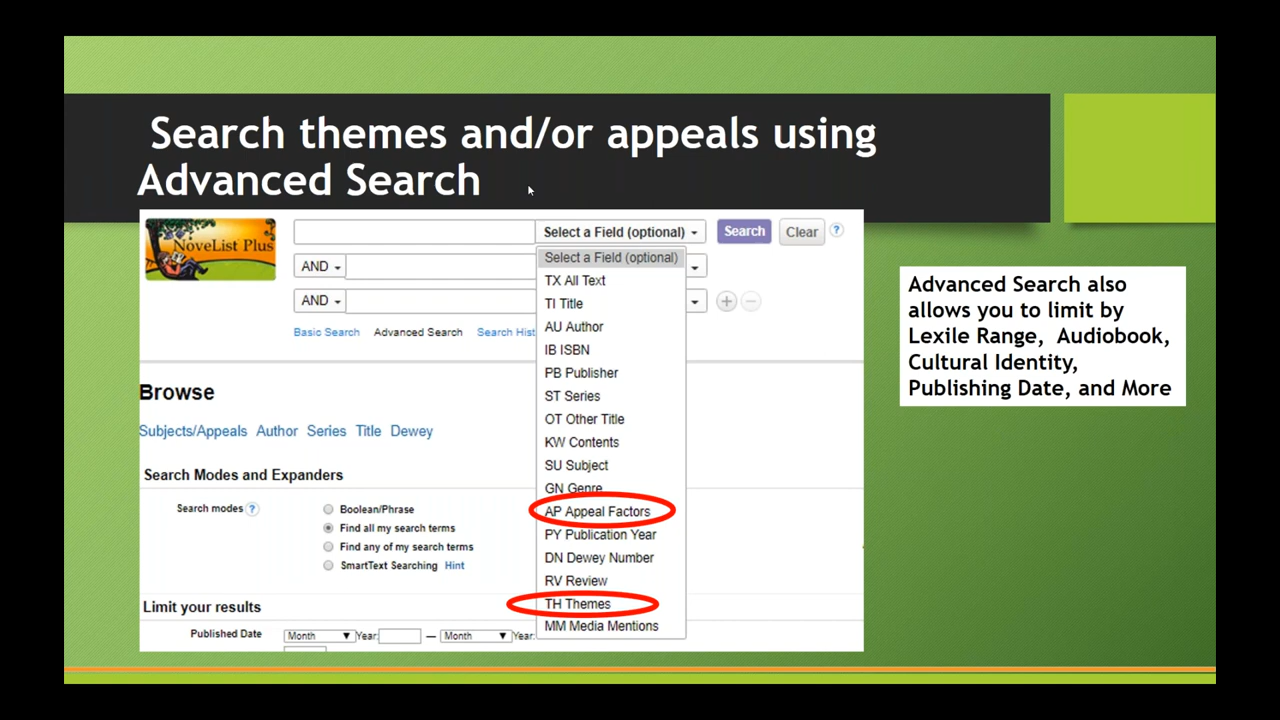 Search themes and/or appeals using
Advanced Search
NoveList Plus
Select a Field (optional)
Search
Clear
?
Select a Field (optional)
AND
TX All Text
TI Title
AND
AU Author
Basic Search Advanced Search Search Hist
IB ISBN
PB Publisher
ST Series
OT Other Title
KW Contents
SU Subject
GN Genre
AP Appeal Factors
PY Publication Year
DN Dewey Number
RV Review
TH Themes
MM Media Mentions
Browse
Subjects/Appeals Author Series Title Dewey
Search Modes and Expanders
Search modes ?
Boolean/Phrase
Find all my search terms
Find any of my search terms
SmartText Searching Hint
Limit your results
Published Date Month Year: — Month Year:
Advanced Search also
allows you to limit by
Lexile Range, Audiobook,
Cultural Identity,
Publishing Date, and More